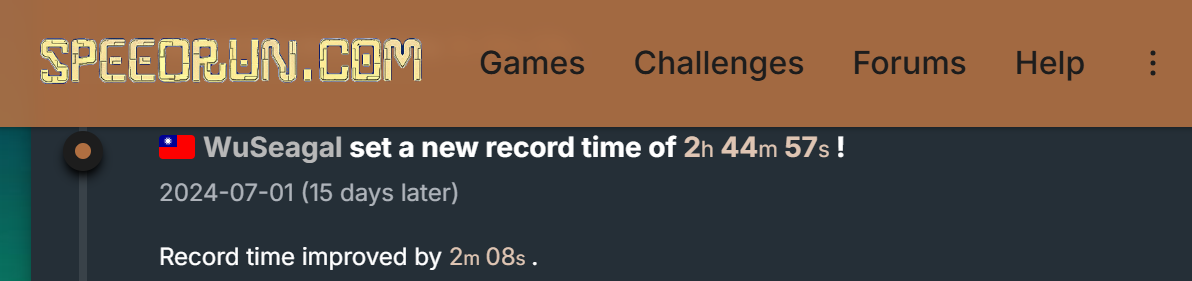 SPEEDRUN.COM Games Challenges Forums Help
WuSeagal set a new record time of 2h 44m 57s !
2024-07-01 (15 days later)
Record time improved by 2m 08s .